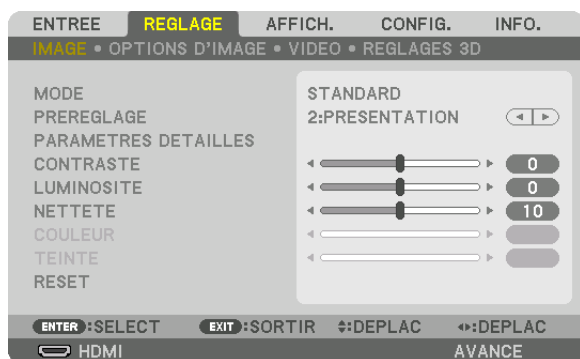 ENTREE REGLAGE AFFICH. CONFIG. INFO.
IMAGE • OPTIONS D'IMAGE • VIDEO • REGLAGES 3D
MODE STANDARD
PREREGLAGE 2:PRESENTATION
PARAMETRES DETAILLES
CONTRASTE 0
LUMINOSITE 0
NETTETE 10
COULEUR
TEINTE
RESET
ENTER :SELECT EXIT :SORTIR :DEPLAC :DEPLAC
HDMI AVANCE